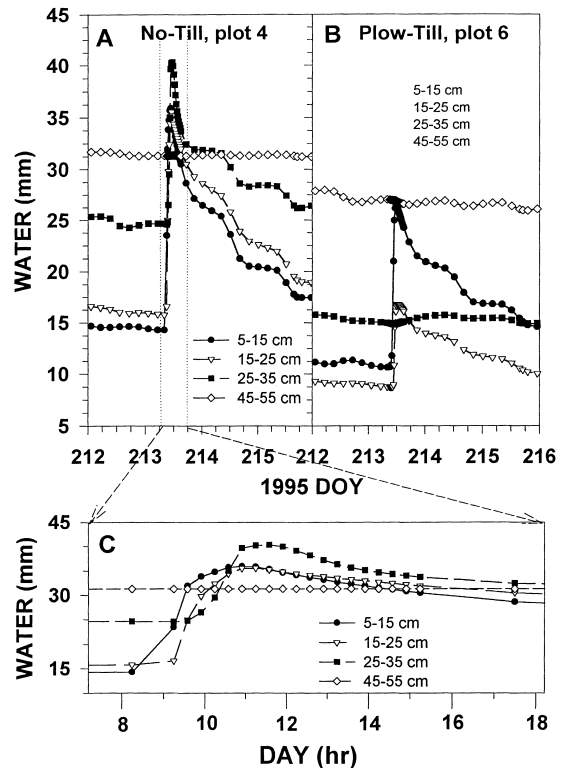 A No-Till, plot 4
B Plow-Till, plot 6
45
40
35
30
25
20
15
10
5
WATER (mm)
5-15 cm
15-25 cm
25-35 cm
45-55 cm
5-15 cm
15-25 cm
25-35 cm
45-55 cm
212 213 214 215 212 213 214 215 216
1995 DOY
C
45
30
15
WATER (mm)
5-15 cm
15-25 cm
25-35 cm
45-55 cm
8 10 12 14 16 18
DAY (hr)